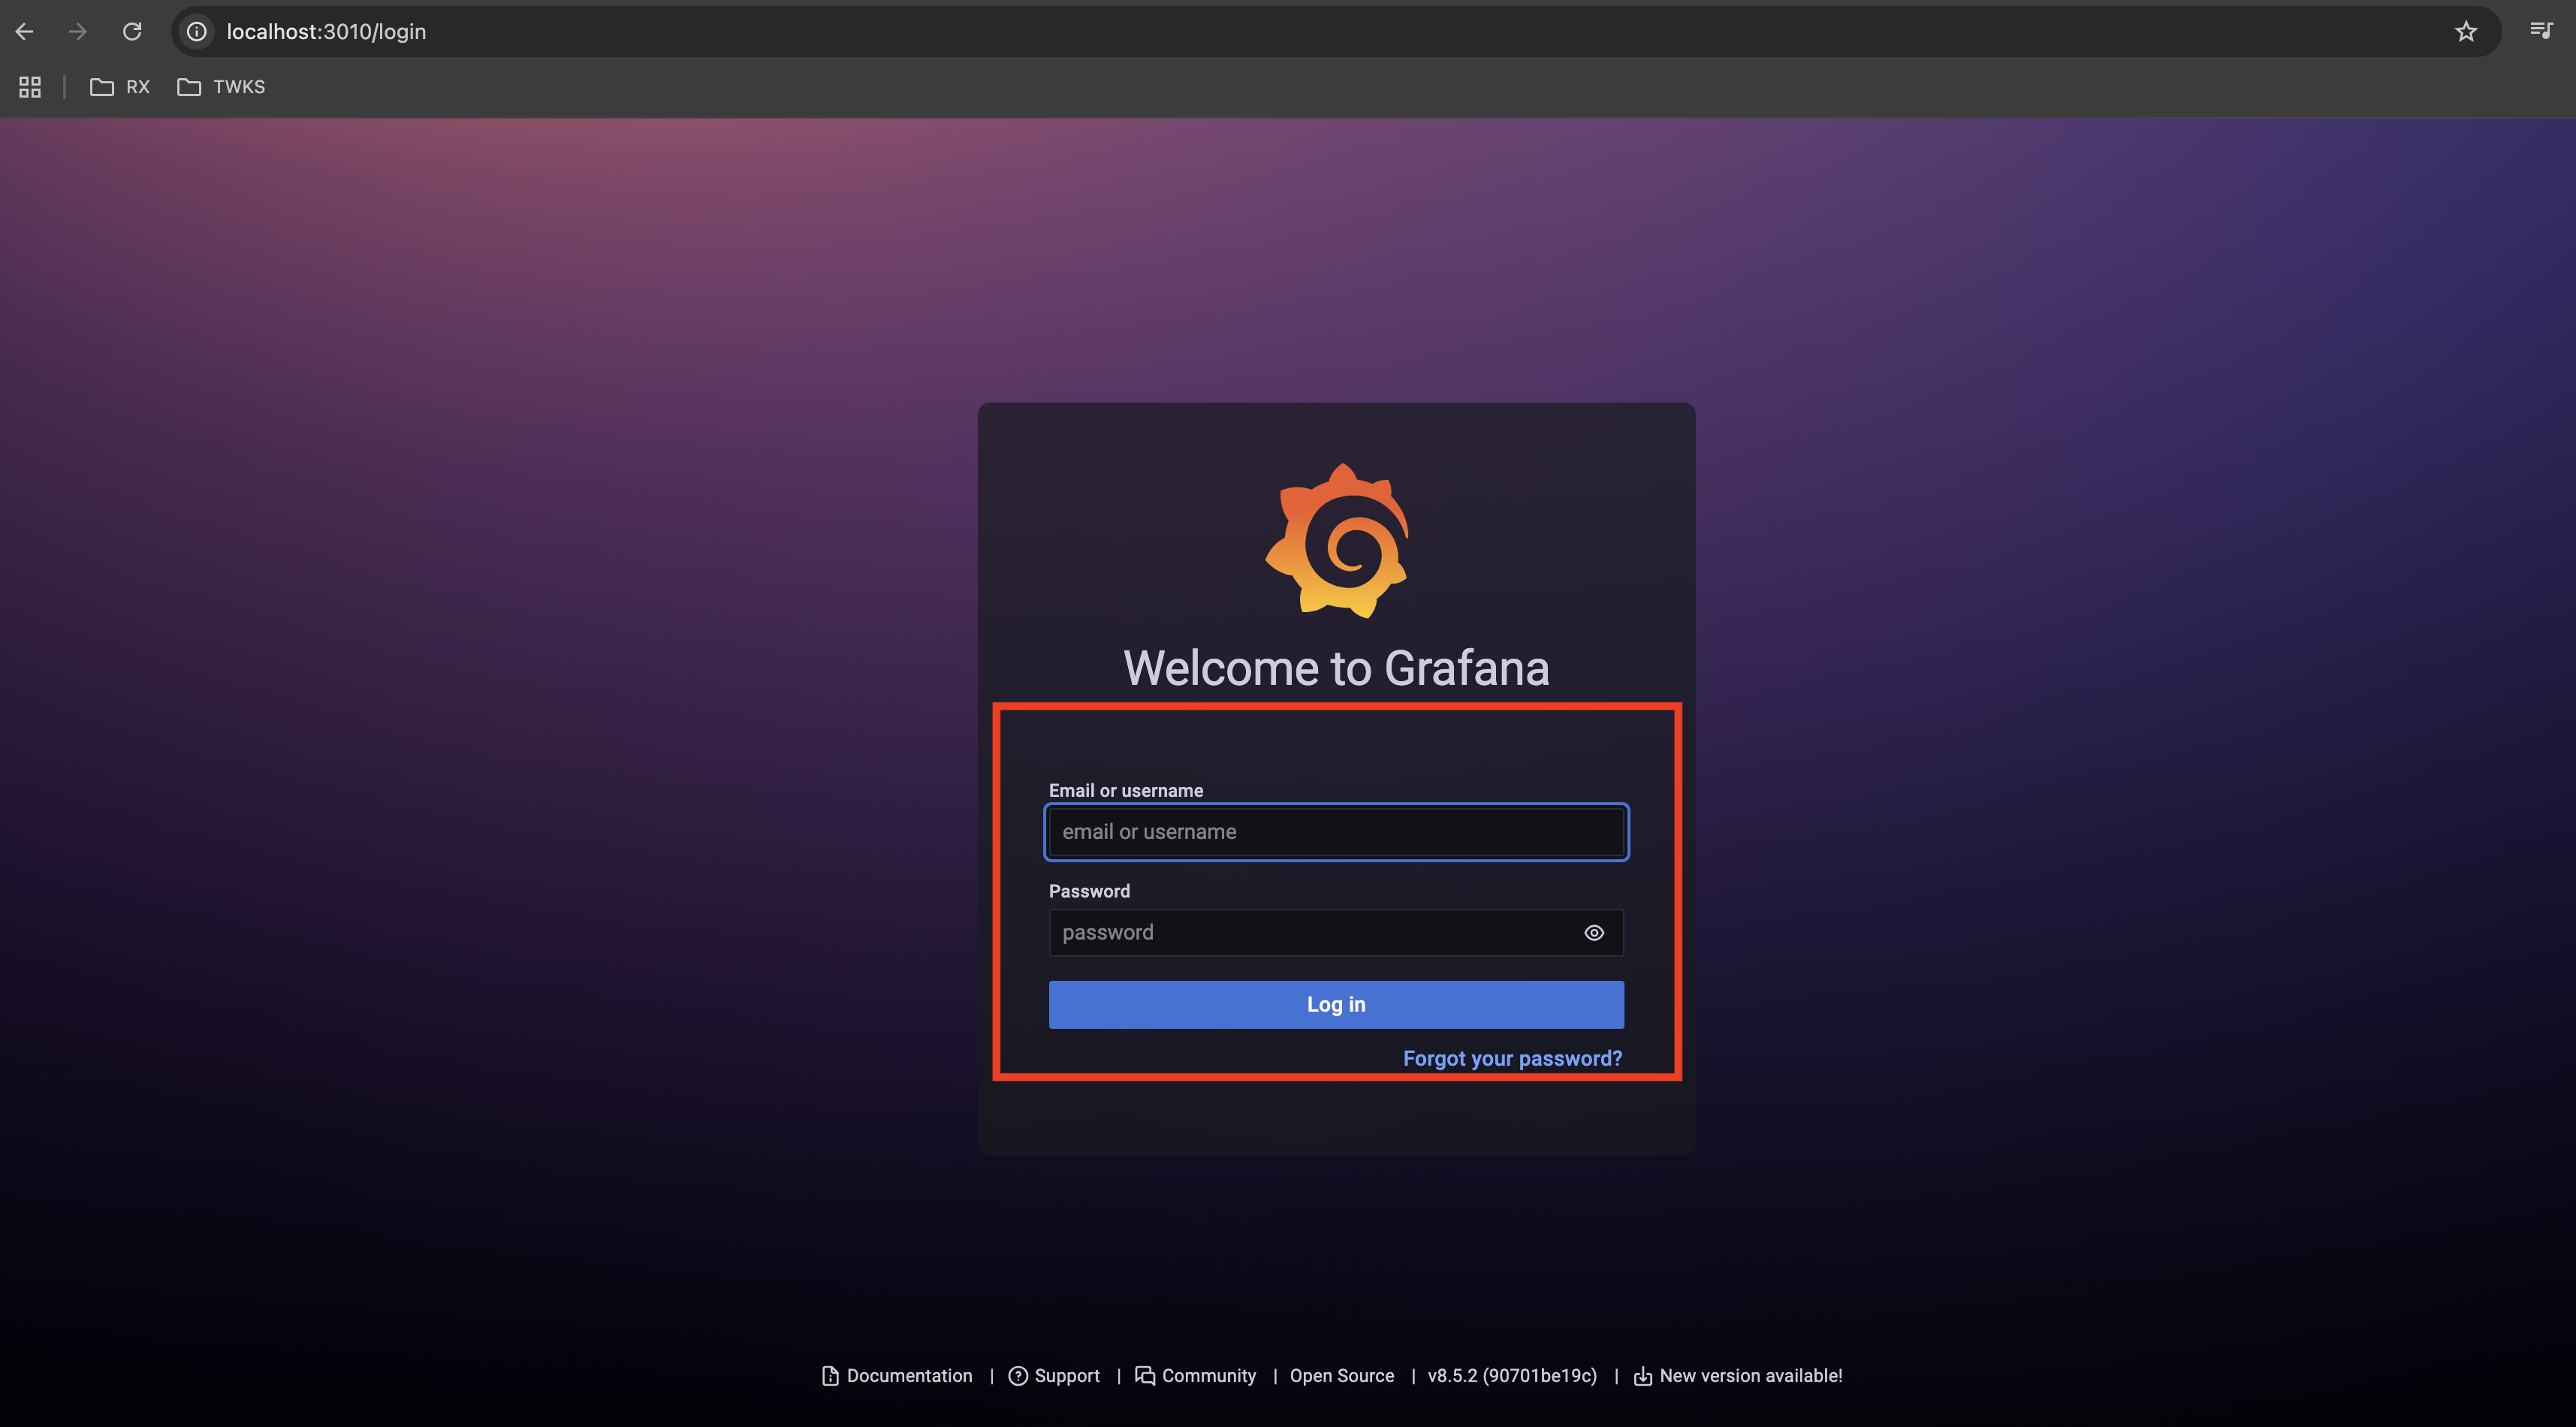 localhost:3010/login
RX TWKS
Welcome to Grafana
Email or username
email or username
Password
password
Log in
Forgot your password?
Documentation | Support | Community | Open Source | v8.5.2 (90701be19c) | New version available!